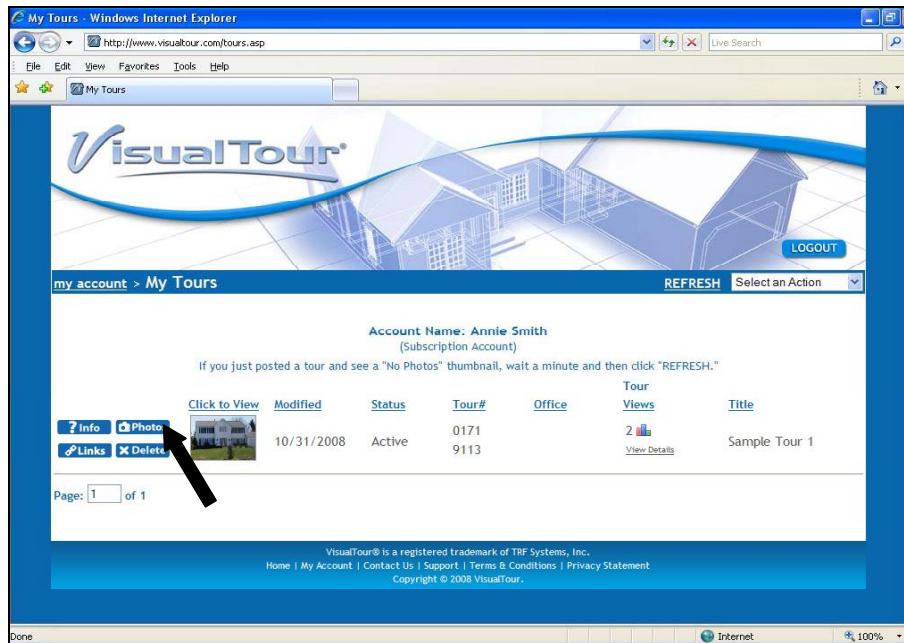 My Tours - Windows Internet Explorer
http://www.visualtour.com/tours.asp
Live Search
File Edit View Favorites Tools Help
My Tours
VisualTour®
LOGOUT
my account > My Tours
REFRESH Select an Action
Account Name: Annie Smith
(Subscription Account)
If you just posted a tour and see a "No Photos" thumbnail, wait a minute and then click "REFRESH."
Click to View Modified Status Tour# Office Tour Views Title
? Info Photo
Links X Delete
10/31/2008 Active 0171 9113 2 View Details Sample Tour 1
Page: 1 of 1
VisualTour® is a registered trademark of TRF Systems, Inc.
Home | My Account | Contact Us | Support | Terms & Conditions | Privacy Statement
Copyright © 2008 VisualTour.
Done Internet 100%